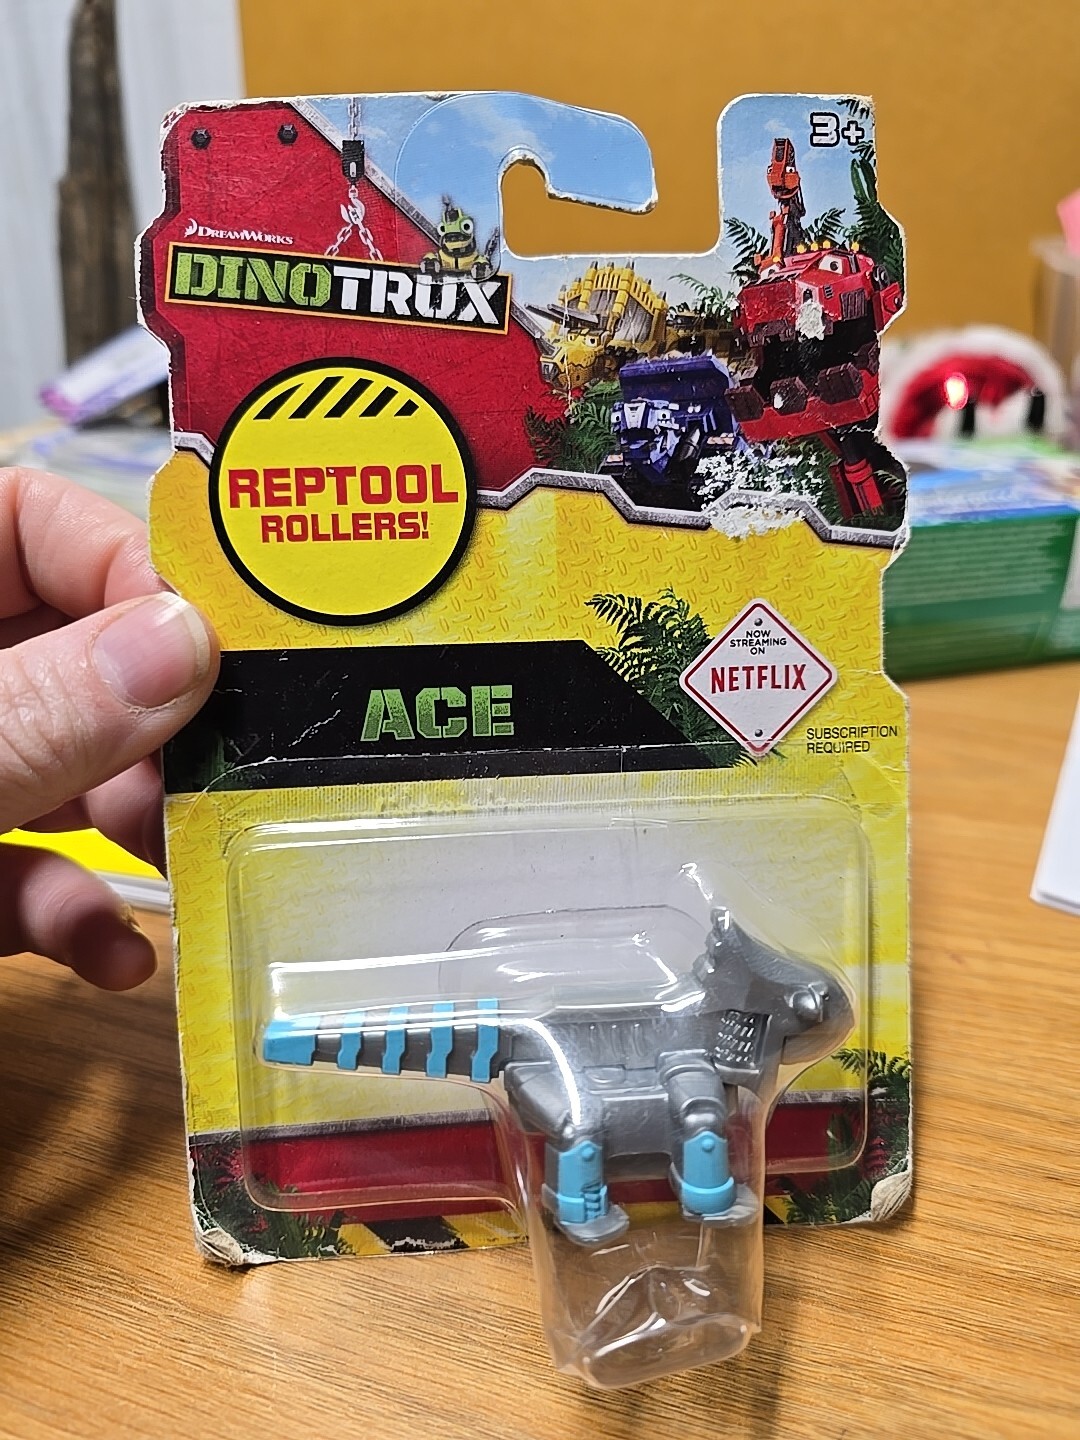 3+
DREAMWORKS
DINOTRUX
REPTOOL
ROLLERS!
NOW
STREAMING
ON
NETFLIX
ACE
SUBSCRIPTION
REQUIRED